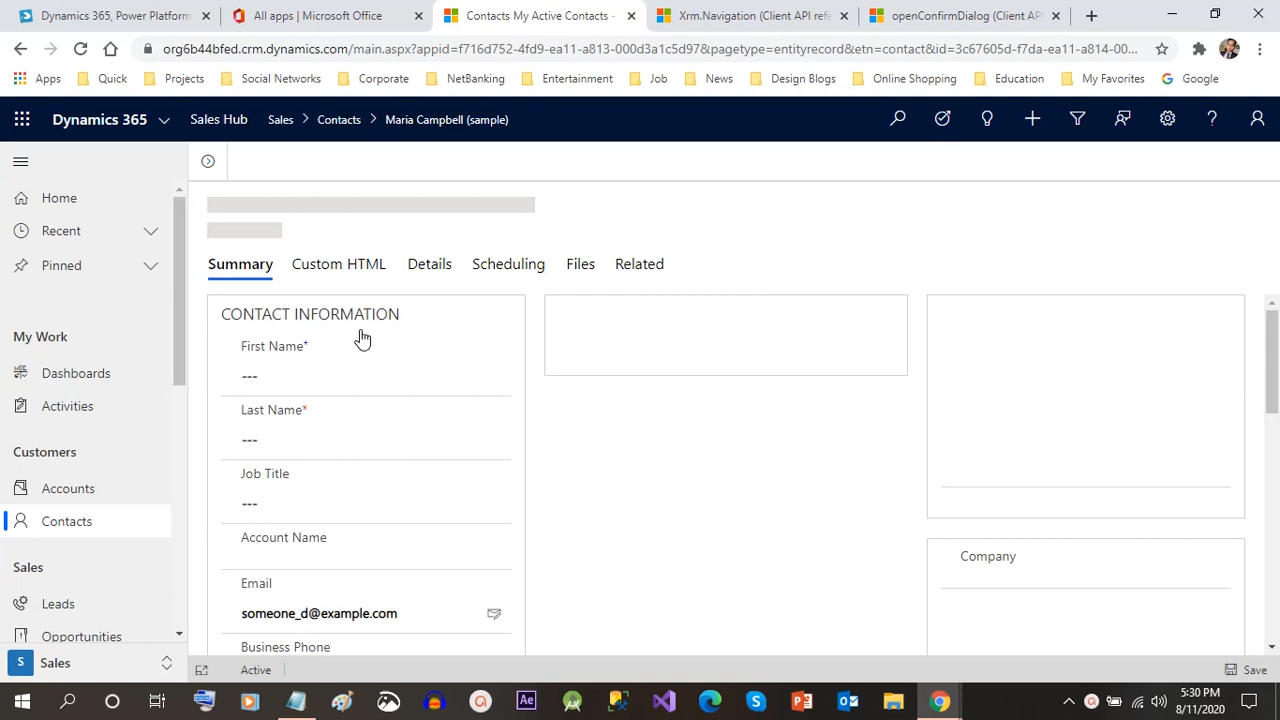 Dynamics 365, Power Platform
All apps | Microsoft Office
Contacts My Active Contacts -
Xrm.Navigation (Client API refe
openConfirmDialog (Client API
org6b44bfed.crm.dynamics.com/main.aspx?appid=f716d752-4fd9-ea11-a813-000d3a1c5d97&pagetype=entityrecord&etn=contact&id=3c67605d-f7da-ea11-a814-00...
Apps
Quick
Projects
Social Networks
Corporate
NetBanking
Entertainment
Job
News
Design Blogs
Online Shopping
Education
My Favorites
Google
Dynamics 365
Sales Hub
Sales > Contacts > Maria Campbell (sample)
Home
Recent
Pinned
My Work
Dashboards
Activities
Customers
Accounts
Contacts
Sales
Leads
Opportunities
S Sales
Summary
Custom HTML
Details
Scheduling
Files
Related
CONTACT INFORMATION
First Name+
---
Last Name*
---
Job Title
---
Account Name
Email
someone_d@example.com
Business Phone
Company
Active
Save
5:30 PM
8/11/2020